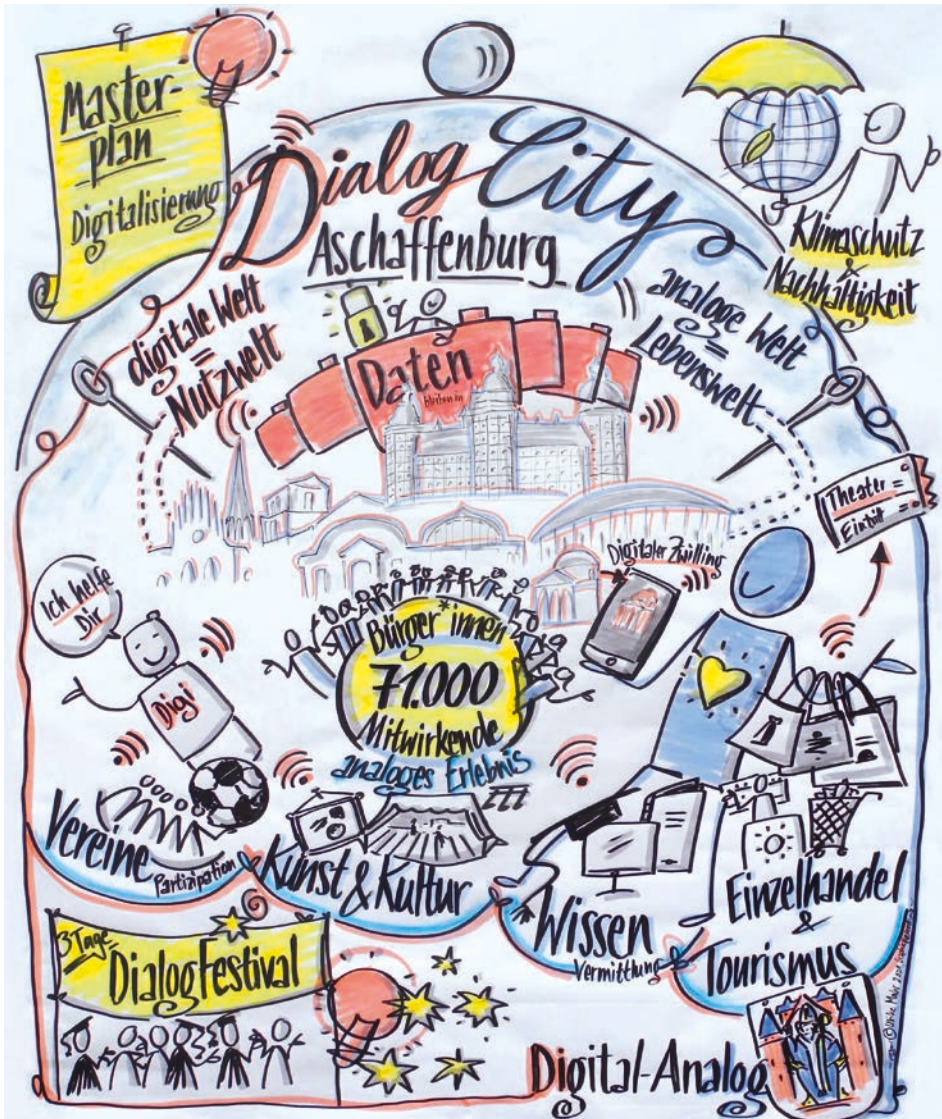 Master-
plan
Digitalisierung
Dialog City
Aschaffenburg
Klimaschutz
&
Nachhaltigkeit
digitale Welt
=
Nutzwelt
analoge Welt
=
Lebenswelt
Daten
bleiben in
Theater =
Eintritt
Digitaler Zwilling
Ich helfe
Dir
Digi
Bürger*innen
71.000
Mitwirkende
analoges Erlebnis
Vereine
Partizipation
Kunst & Kultur
Wissen
Vermittlung
Einzelhandel
&
Tourismus
3 Tage
DialogFestival
Digital-Analog